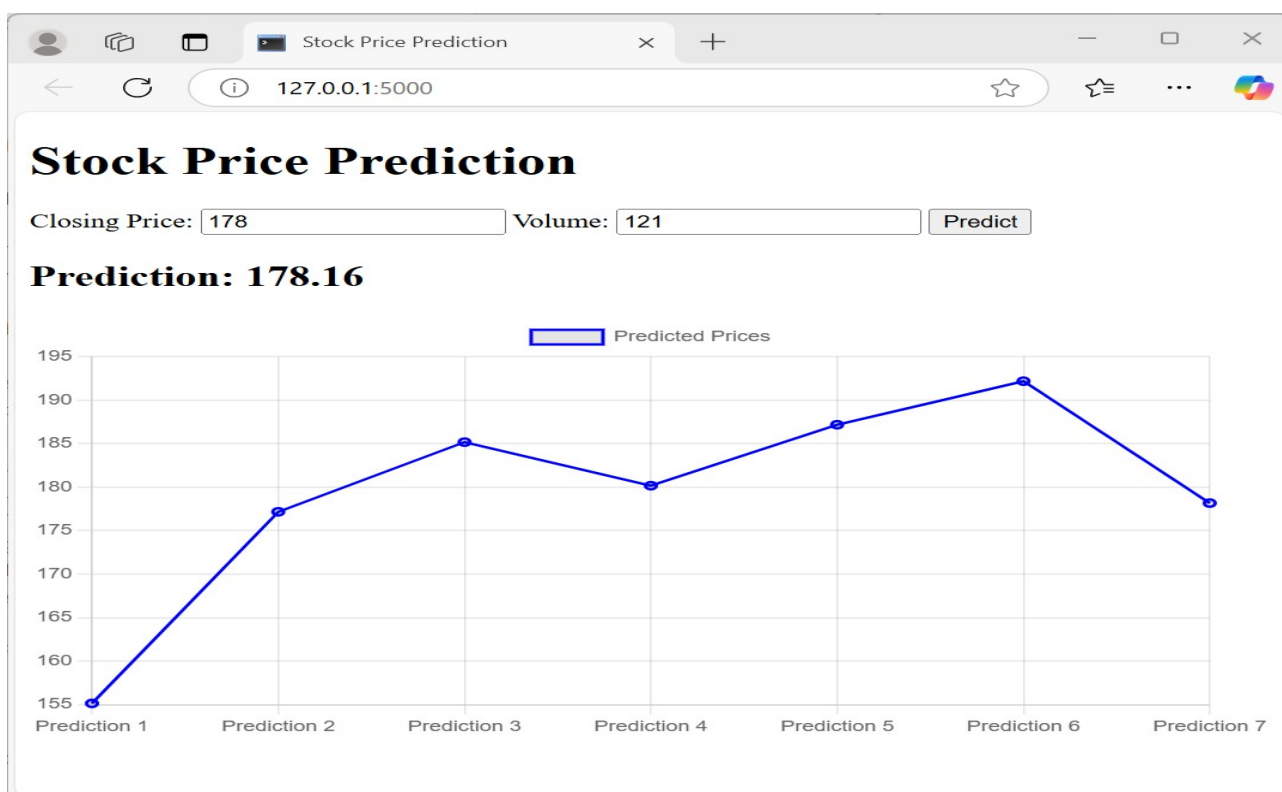 Stock Price Prediction
127.0.0.1:5000
Stock Price Prediction
Closing Price: 178 Volume: 121 Predict
Prediction: 178.16
Predicted Prices
195
190
185
180
175
170
165
160
155
Prediction 1 Prediction 2 Prediction 3 Prediction 4 Prediction 5 Prediction 6 Prediction 7